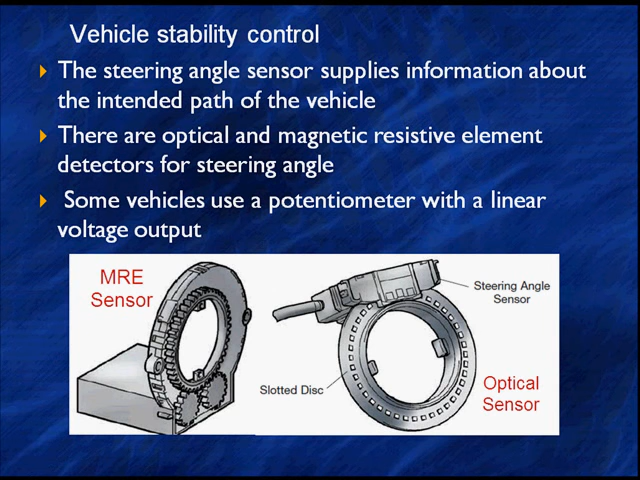 Vehicle stability control
The steering angle sensor supplies information about
the intended path of the vehicle
There are optical and magnetic resistive element
detectors for steering angle
Some vehicles use a potentiometer with a linear
voltage output
MRE
Sensor
Steering Angle
Sensor
Slotted Disc
Optical
Sensor